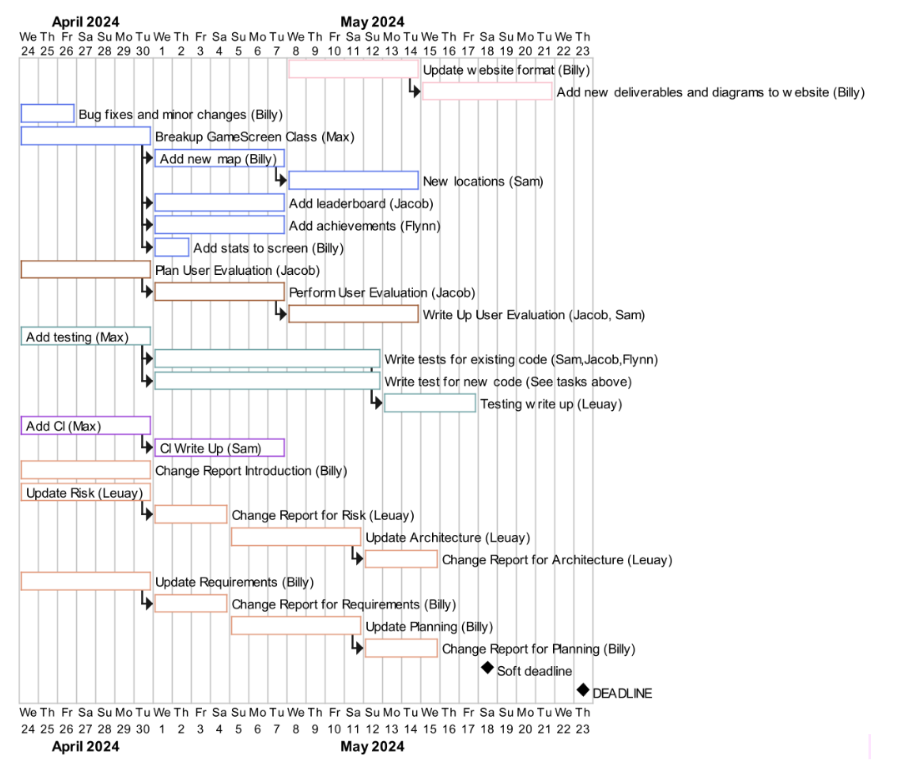 April 2024 May 2024
We Th Fr Sa Su Mo Tu We Th Fr Sa Su Mo Tu We Th Fr Sa Su Mo Tu We Th Fr Sa Su Mo Tu We Th
24 25 26 27 28 29 30 1 2 3 4 5 6 7 8 9 10 11 12 13 14 15 16 17 18 19 20 21 22 23
Update website format (Billy)
Add new deliverables and diagrams to website (Billy)
Bug fixes and minor changes (Billy)
Breakup GameScreen Class (Max)
Add new map (Billy)
New locations (Sam)
Add leaderboard (Jacob)
Add achievements (Flynn)
Add stats to screen (Billy)
Plan User Evaluation (Jacob)
Perform User Evaluation (Jacob)
Write Up User Evaluation (Jacob, Sam)
Add testing (Max)
Write tests for existing code (Sam,Jacob,Flynn)
Write test for new code (See tasks above)
Testing write up (Leuay)
Add CI (Max)
CI Write Up (Sam)
Change Report Introduction (Billy)
Update Risk (Leuay)
Change Report for Risk (Leuay)
Update Architecture (Leuay)
Change Report for Architecture (Leuay)
Update Requirements (Billy)
Change Report for Requirements (Billy)
Update Planning (Billy)
Change Report for Planning (Billy)
Soft deadline
DEADLINE
We Th Fr Sa Su Mo Tu We Th Fr Sa Su Mo Tu We Th Fr Sa Su Mo Tu We Th Fr Sa Su Mo Tu We Th
24 25 26 27 28 29 30 1 2 3 4 5 6 7 8 9 10 11 12 13 14 15 16 17 18 19 20 21 22 23
April 2024 May 2024